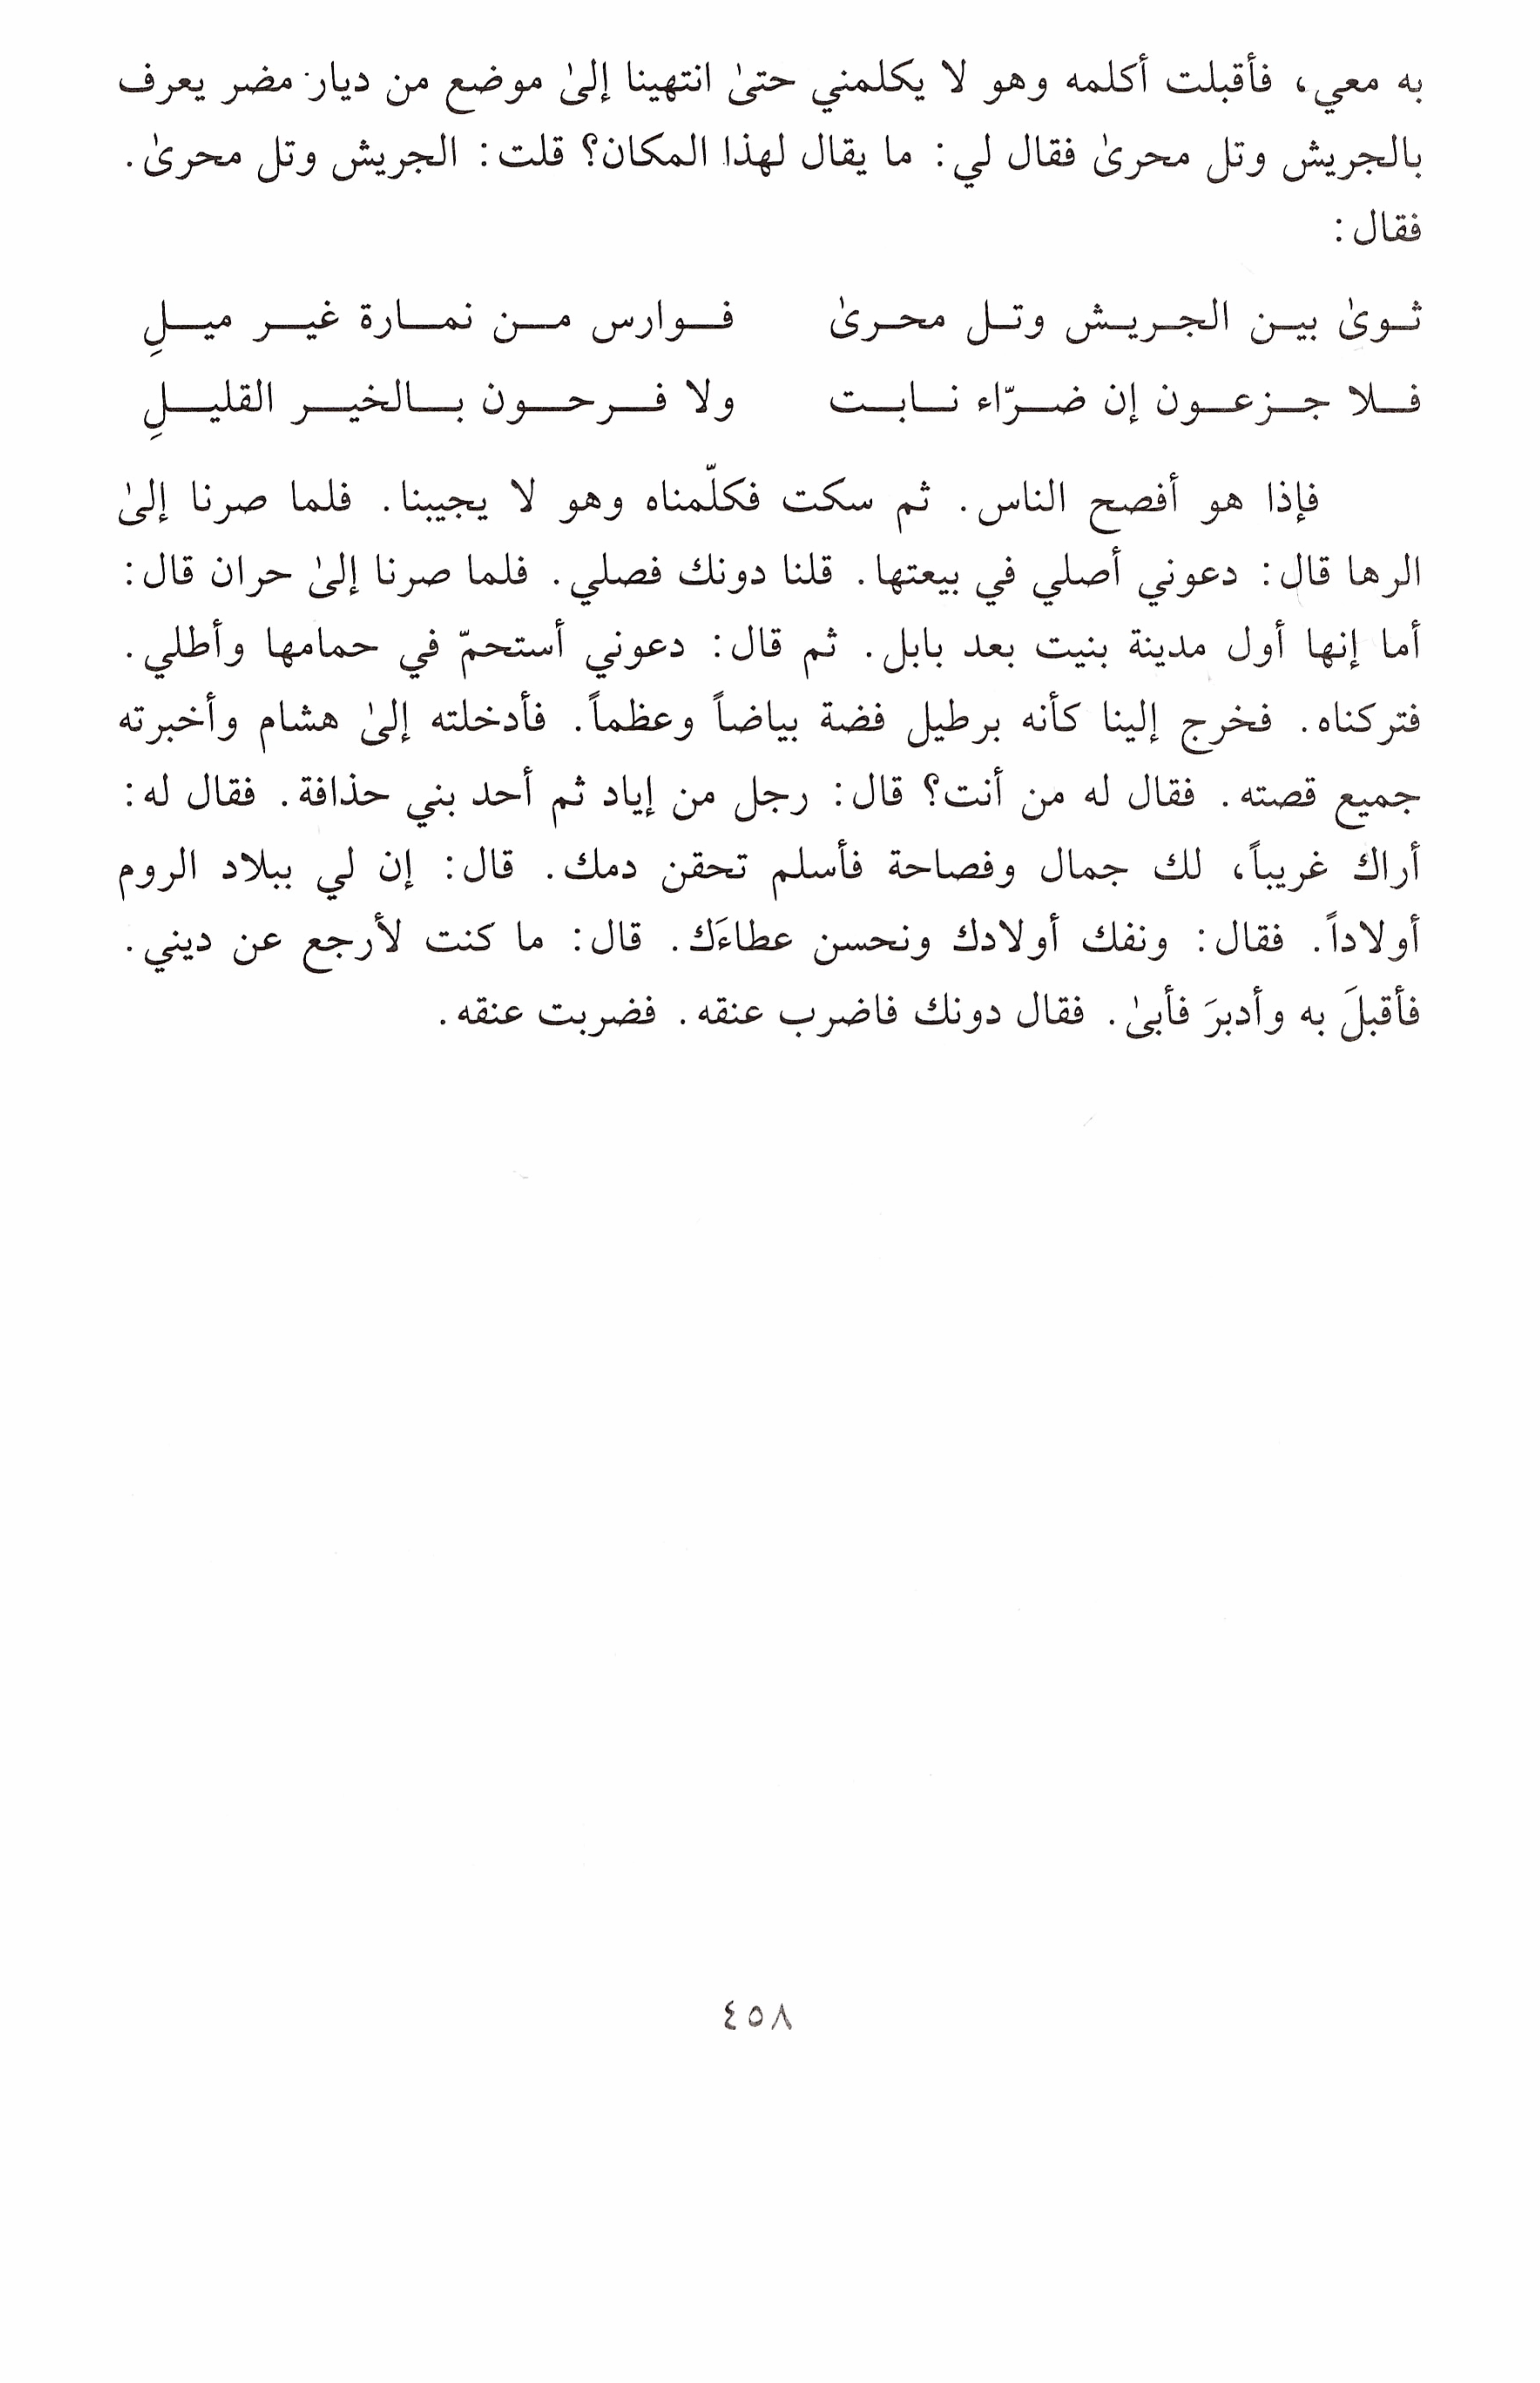 به معي، فأقبلت أكلمه وهو لا يكلمني حتىٰ انتهينا إلىٰ موضع من ديار مضر يعرف
بالجريش وتل محرىٰ فقال لي: ما يقال لهذا المكان؟ قلت: الجريش وتل محرىٰ.
فقال:
ثوىٰ بين الجريش وتل محرىٰ فوارس من نمارة غير ميلِ
فلا جزعون إن ضرّاء نابت ولا فرحون بالخير القليلِ
فإذا هو أفصح الناس. ثم سكت فكلّمناه وهو لا يجيبنا. فلما صرنا إلىٰ
الرها قال: دعوني أصلي في بيعتها. قلنا دونك فصلي. فلما صرنا إلىٰ حران قال:
أما إنها أول مدينة بنيت بعد بابل. ثم قال: دعوني أستحمّ في حمامها وأطلي.
فتركناه. فخرج إلينا كأنه برطيل فضة بياضاً وعظماً. فأدخلته إلىٰ هشام وأخبرته
جميع قصته. فقال له من أنت؟ قال: رجل من إياد ثم أحد بني حذافة. فقال له:
أراك غريباً، لك جمال وفصاحة فأسلم تحقن دمك. قال: إن لي ببلاد الروم
أولاداً. فقال: ونفك أولادك ونحسن عطاءَك. قال: ما كنت لأرجع عن ديني.
فأقبلَ به وأدبرَ فأبىٰ. فقال دونك فاضرب عنقه. فضربت عنقه.
٤٥٨